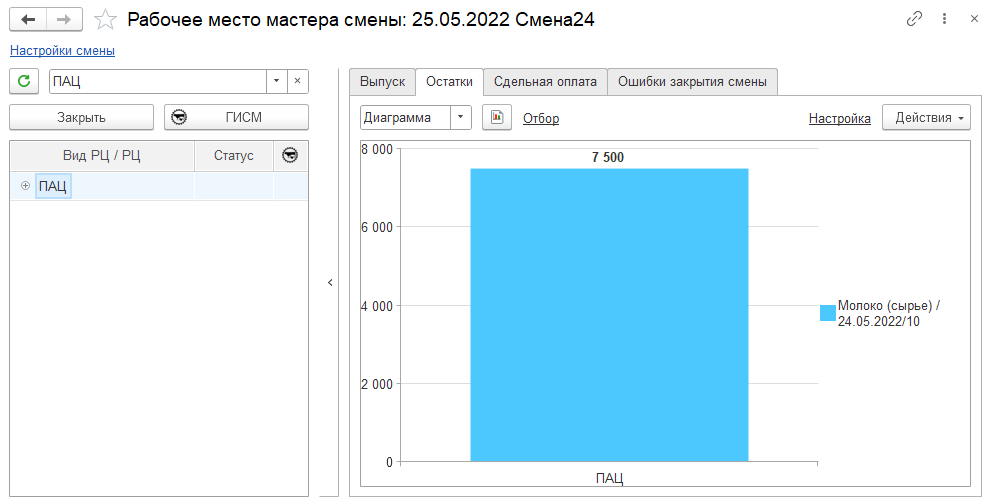 Рабочее место мастера смены: 25.05.2022 Смена24
Настройки смены
ПАЦ
Закрыть
ГИСМ
Вид РЦ / РЦ
Статус
ПАЦ
Выпуск
Остатки
Сдельная оплата
Ошибки закрытия смены
Диаграмма
Отбор
Настройка
Действия
8 000
7 500
6 000
4 000
2 000
0
ПАЦ
Молоко (сырье) /
24.05.2022/10